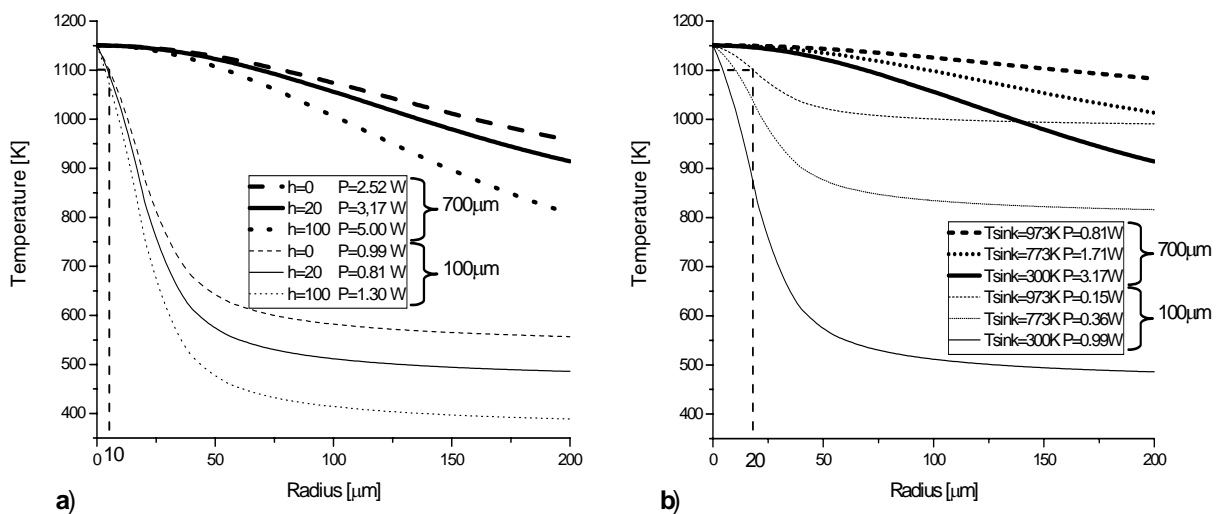 1200
1100
1000
900
800
700
600
500
400
Temperature [K]
h=0 P=2.52 W
h=20 P=3,17 W
h=100 P=5.00 W
h=0 P=0.99 W
h=20 P=0.81 W
h=100 P=1.30 W
700μm
100μm
0 10 50 100 150 200
Radius [μm]
a)
1200
1100
1000
900
800
700
600
500
400
Temperature [K]
Tsink=973K P=0.81W
Tsink=773K P=1.71W
Tsink=300K P=3.17W
Tsink=973K P=0.15W
Tsink=773K P=0.36W
Tsink=300K P=0.99W
700μm
100μm
0 20 50 100 150 200
Radius [μm]
b)